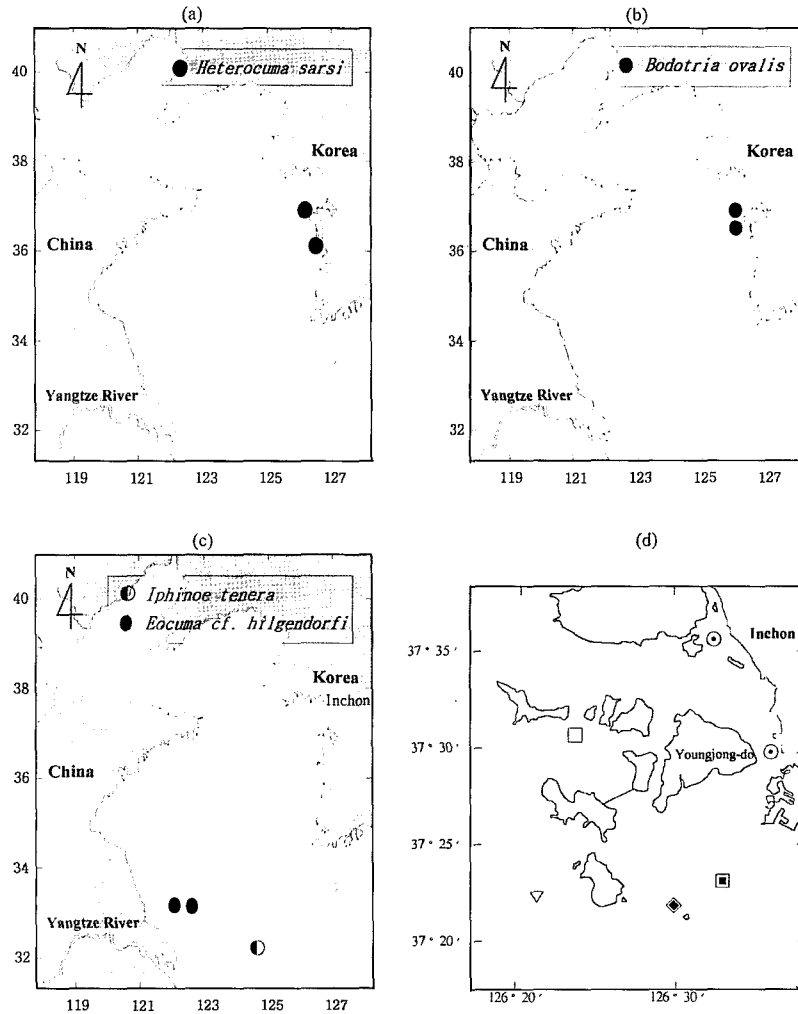 (a)
N
Heterocuma sarsi
40
38
36
34
32
Korea
China
Yangtze River
119 121 123 125 127
(b)
N
Bodotria ovalis
40
38
36
34
32
Korea
China
Yangtze River
119 121 123 125 127
(c)
N
Iphinoe tenera
Eocuma cf. hilgendorfi
40
38
36
34
32
Korea
Inchon
China
Yangtze River
119 121 123 125 127
(d)
Inchon
37° 35′
37° 30′
Youngjong-do
37° 25′
37° 20′
126° 20′ 126° 30′